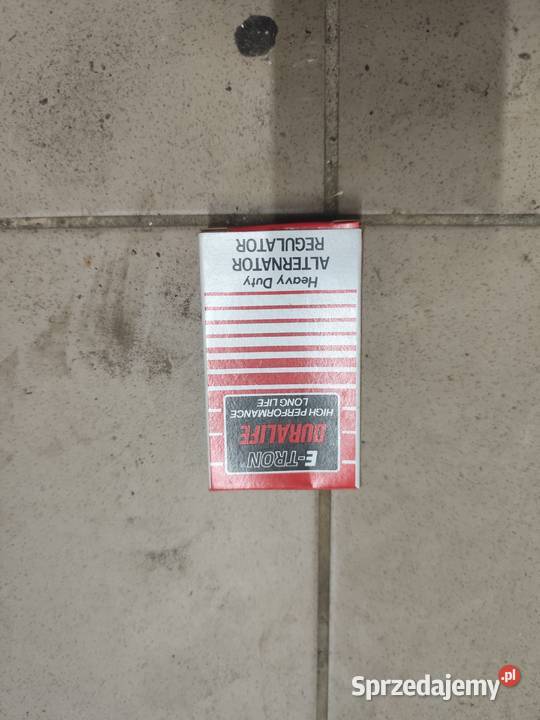 E-TRON
DURALIFE
HIGH PERFORMANCE
LONG LIFE
Heavy Duty
ALTERNATOR
REGULATOR
Sprzedajemy.pl